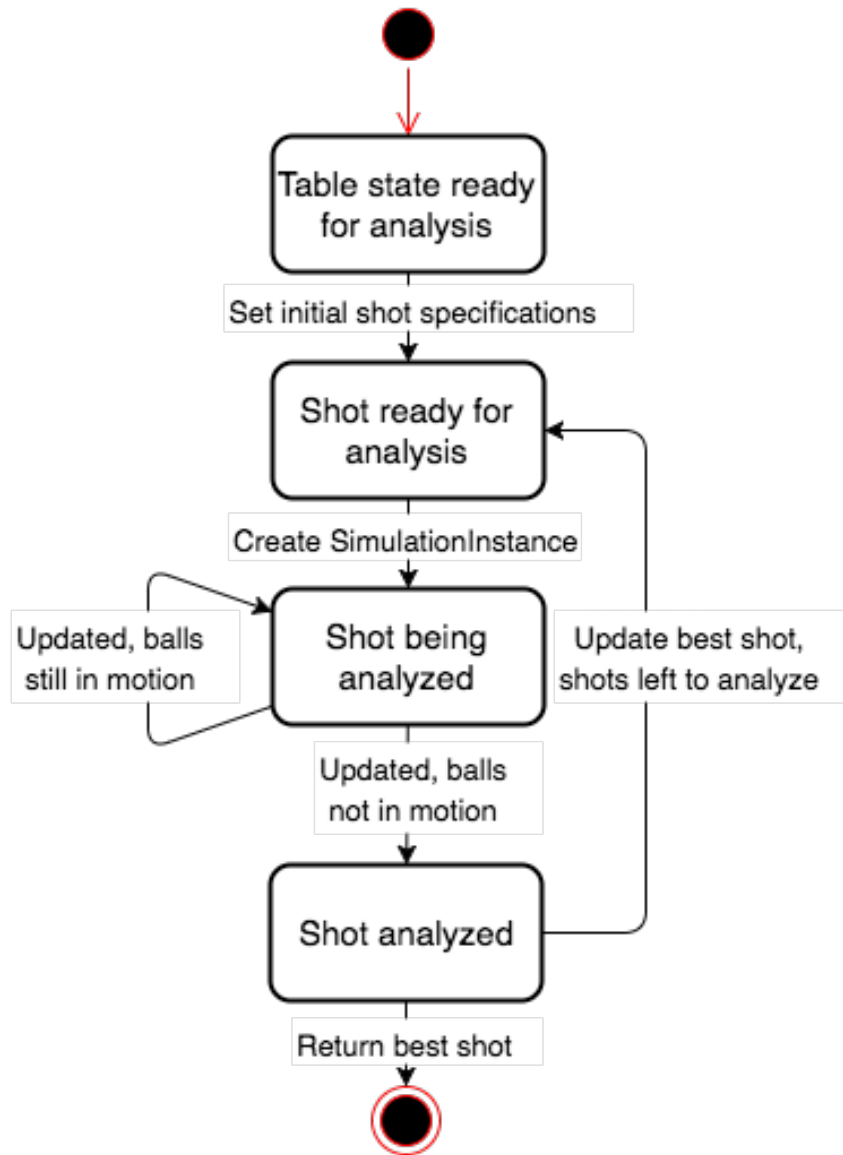 Table state ready
for analysis
Set initial shot specifications
Shot ready for
analysis
Create SimulationInstance
Updated, balls
still in motion
Shot being
analyzed
Update best shot,
shots left to analyze
Updated, balls
not in motion
Shot analyzed
Return best shot